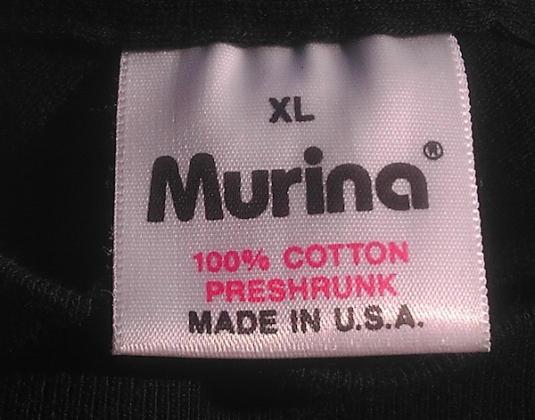 XL
Murina®
100% COTTON
PRESHRUNK
MADE IN U.S.A.